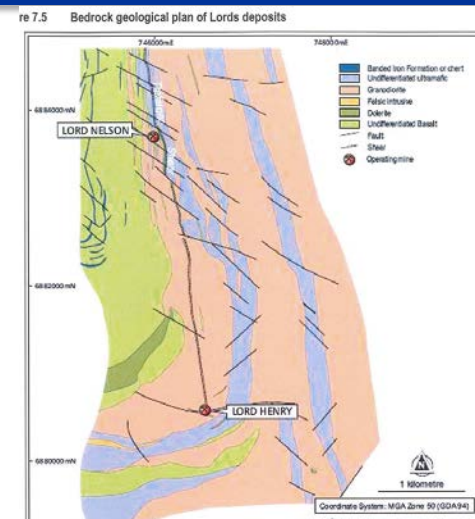 re 7.5 Bedrock geological plan of Lords deposits
746000mE 748000mE
Banded Iron Formation or chert
Undifferentiated ultramafic
Granodiorite
Felsic intrusive
Dolerite
Undifferentiated Basalt
Fault
Shear
Operating mine
6884000mN
LORD NELSON
6882000mN
LORD HENRY
6880000mN
N
1 kilometre
Coordinate System: MGA Zone 50 (GDA94)